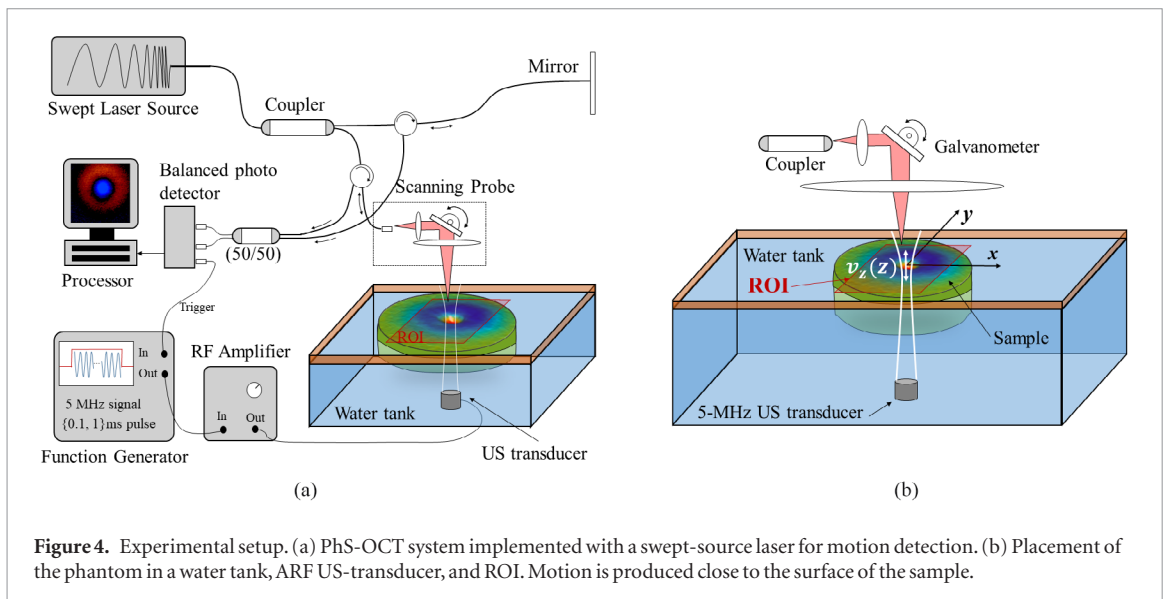 Swept Laser Source
Coupler
Mirror
Balanced photo
detector
Scanning Probe
(50/50)
Processor
Trigger
ROI
In
Out
5 MHz signal
{0.1, 1}ms pulse
Function Generator
RF Amplifier
In
Out
Water tank
US transducer
(a)
Coupler
Galvanometer
y
x
Water tank
v_z(z)
ROI
Sample
5-MHz US transducer
(b)
Figure 4. Experimental setup. (a) PhS-OCT system implemented with a swept-source laser for motion detection. (b) Placement of
the phantom in a water tank, ARF US-transducer, and ROI. Motion is produced close to the surface of the sample.